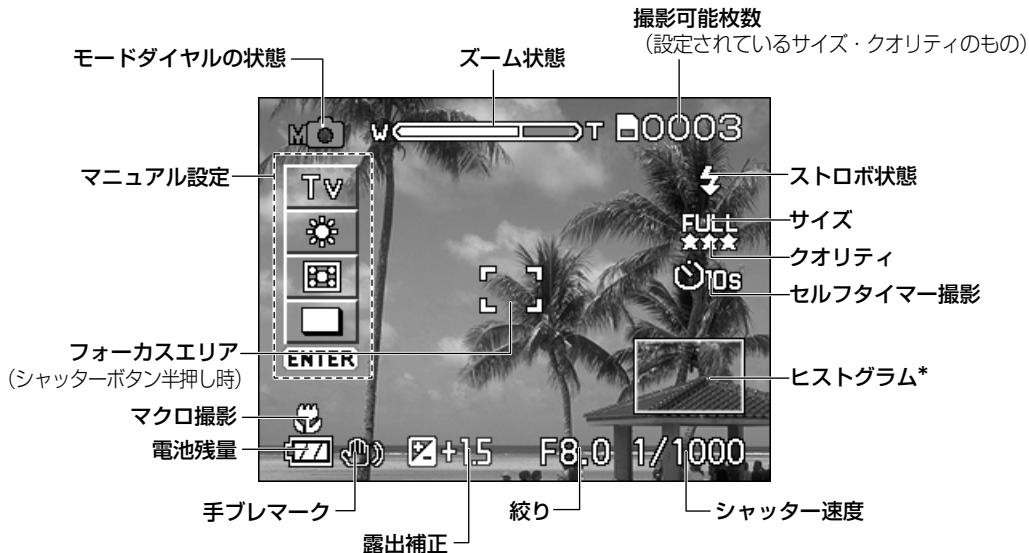 撮影可能枚数
（設定されているサイズ・クオリティのもの）
モードダイヤルの状態
ズーム状態
M
W
T
0003
マニュアル設定
Tv
ストロボ状態
FULL
サイズ
★★★
クオリティ
10s
セルフタイマー撮影
フォーカスエリア
（シャッターボタン半押し時）
ENTER
ヒストグラム*
マクロ撮影
電池残量
+1.5
F8.0
1/1000
手ブレマーク
絞り
シャッター速度
露出補正